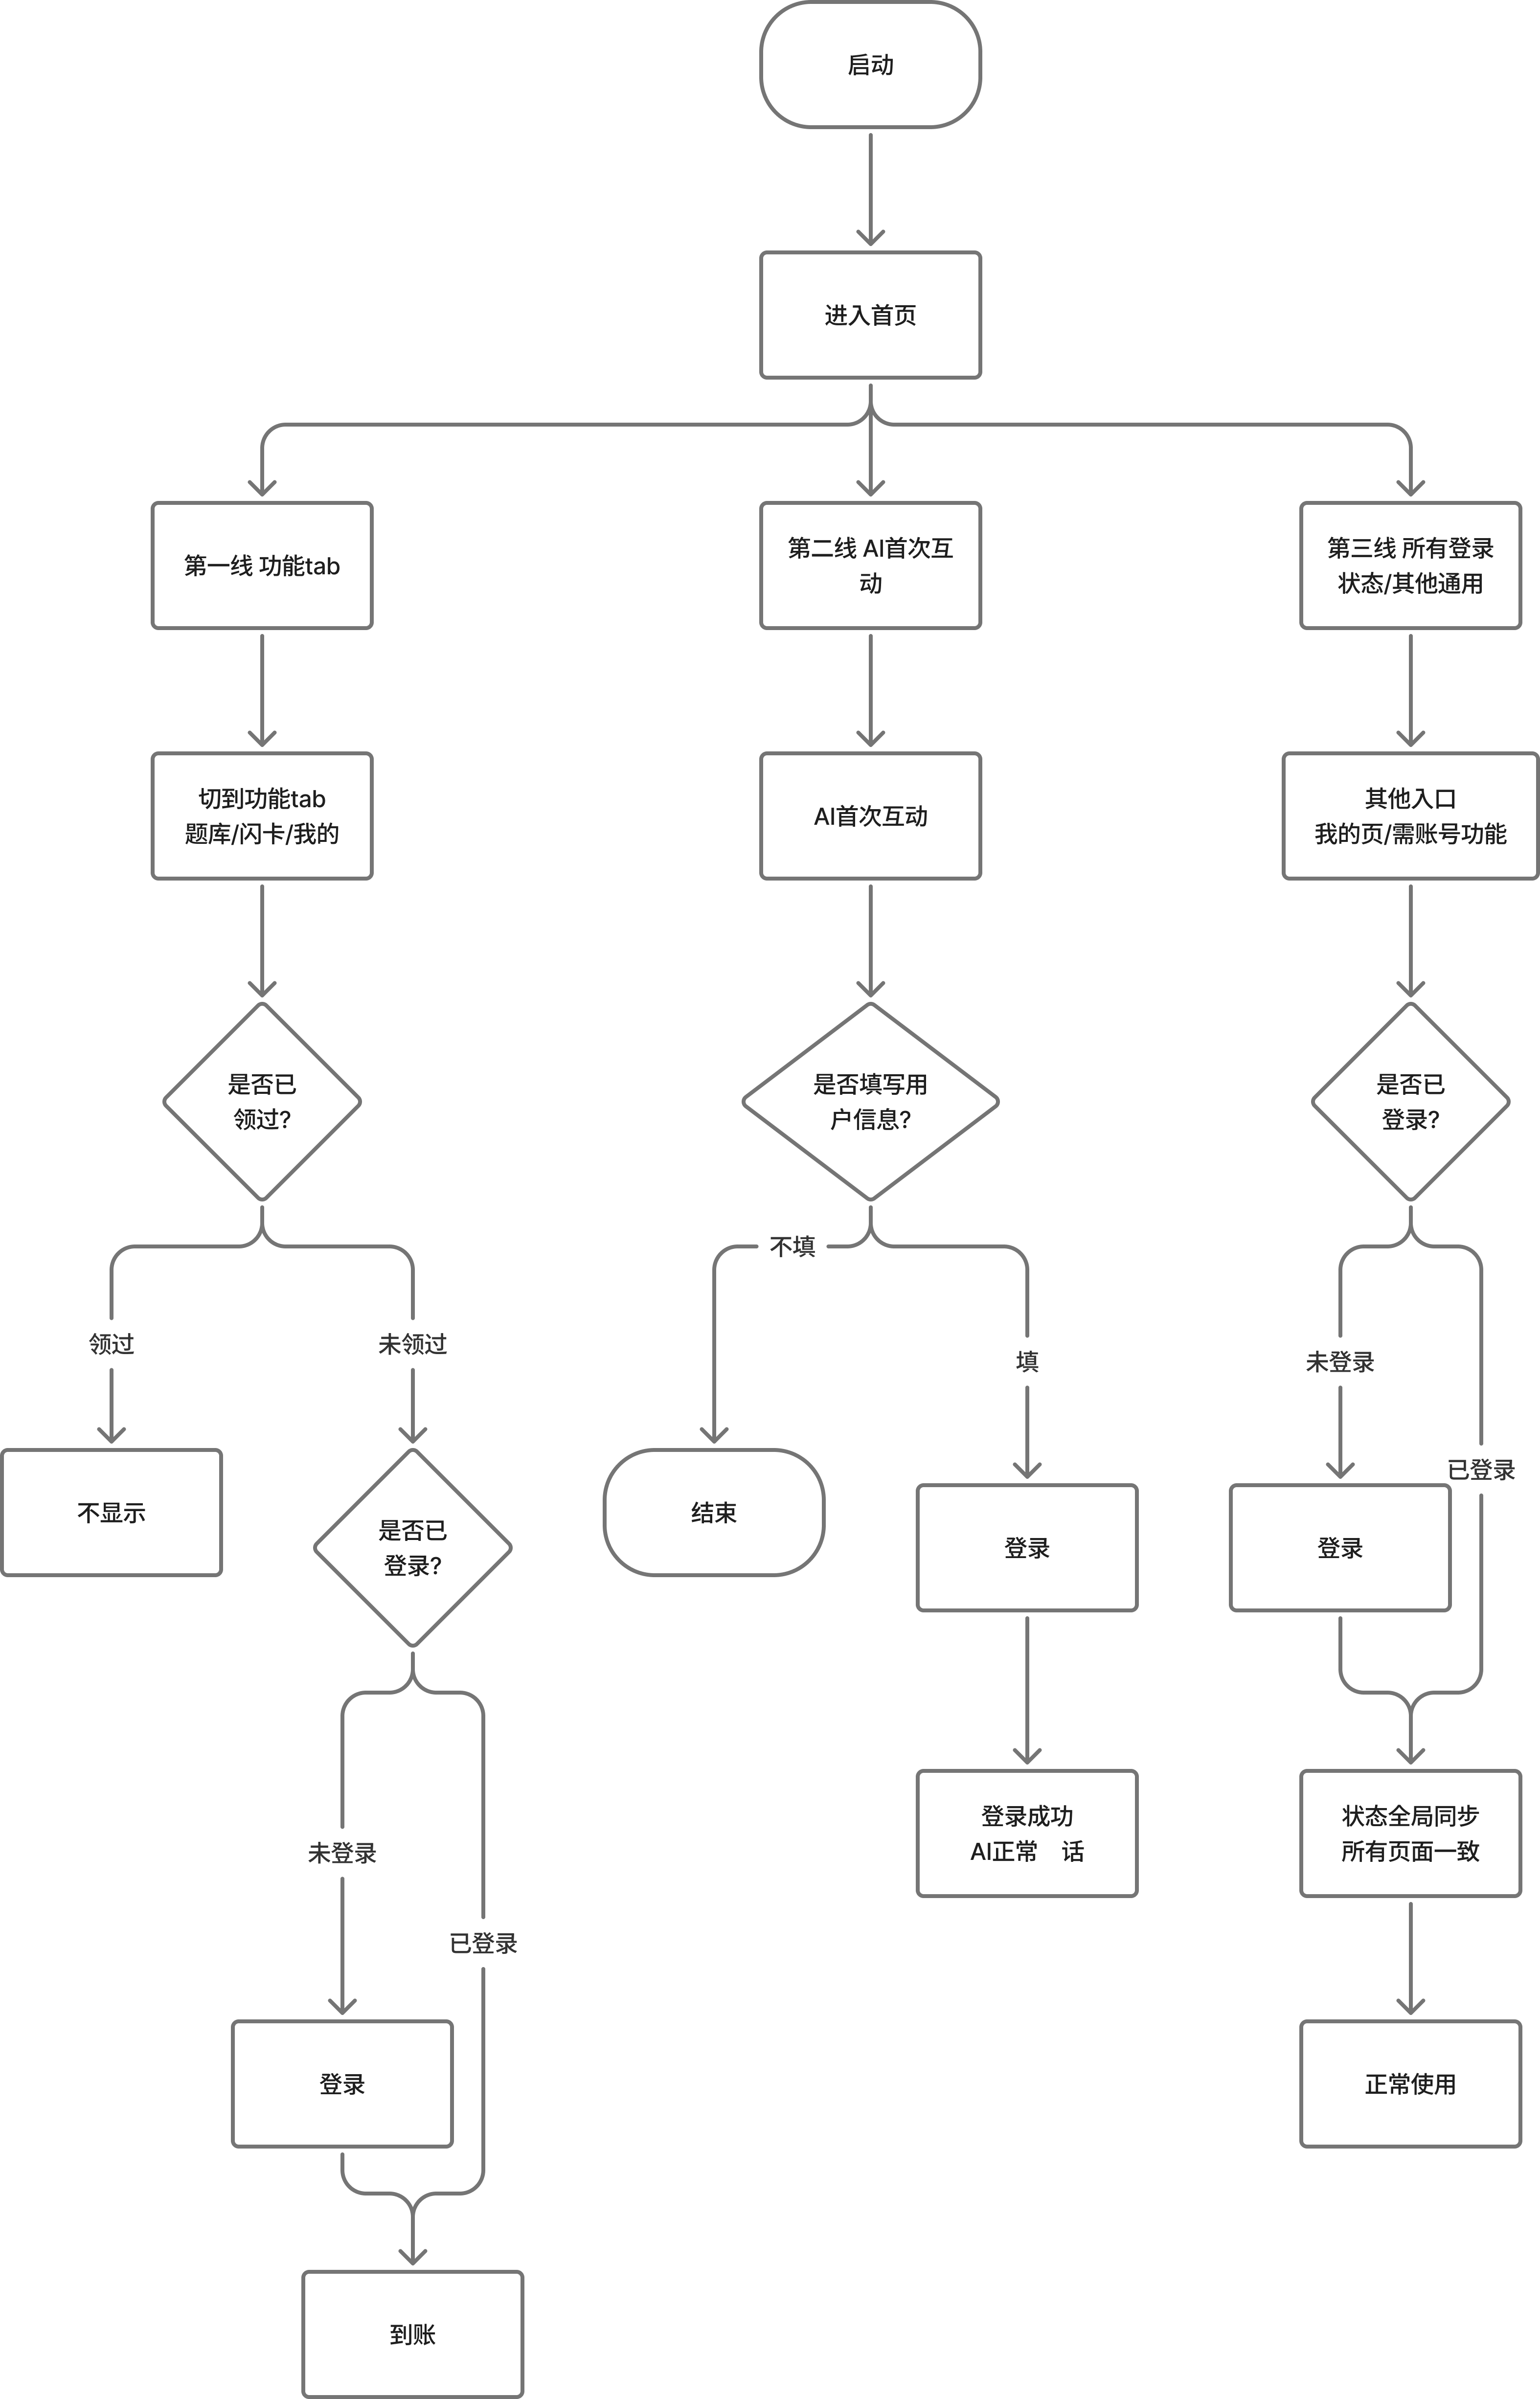 启动
进入首页
第一线 功能tab
第二线 AI首次互
动
第三线 所有登录
状态/其他通用
切到功能tab
题库/闪卡/我的
AI首次互动
其他入口
我的页/需账号功能
是否已
领过?
是否填写用
户信息?
是否已
登录?
不填
领过
未领过
填
未登录
已登录
不显示
是否已
登录?
结束
登录
登录
登录成功
AI正常 话
状态全局同步
所有页面一致
未登录
已登录
登录
正常使用
到账